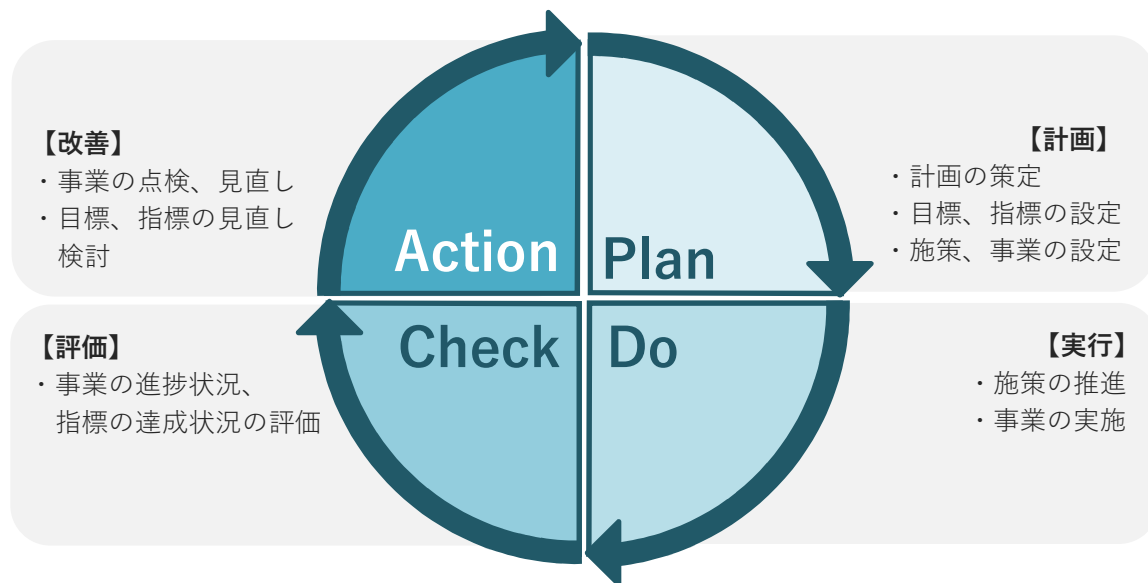 【改善】
・事業の点検、見直し
・目標、指標の見直し
検討
Action
Plan
【計画】
・計画の策定
・目標、指標の設定
・施策、事業の設定
【評価】
・事業の進捗状況、
指標の達成状況の評価
Check
Do
【実行】
・施策の推進
・事業の実施